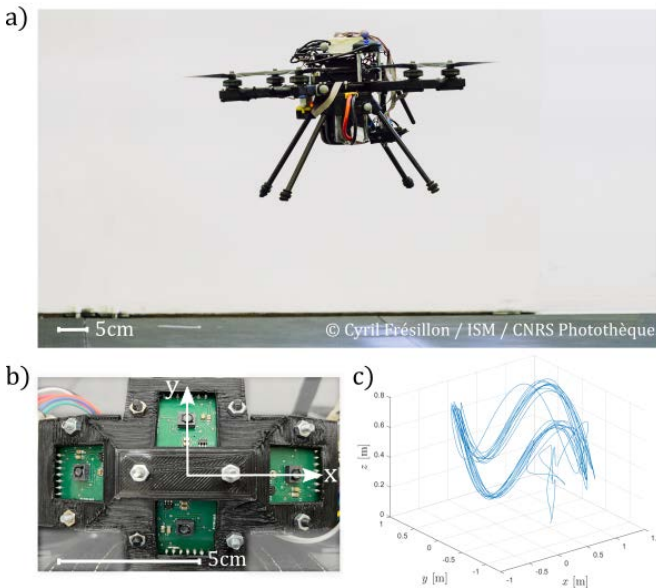 a)
5cm
© Cyril Frésillon / ISM / CNRS Photothèque
b)
y
x
5cm
c)
0.8
0.6
0.4
0.2
0
z [m]
1
0.5
0
-0.5
-1
y [m]
-1
-0.5
0
0.5
1
x [m]